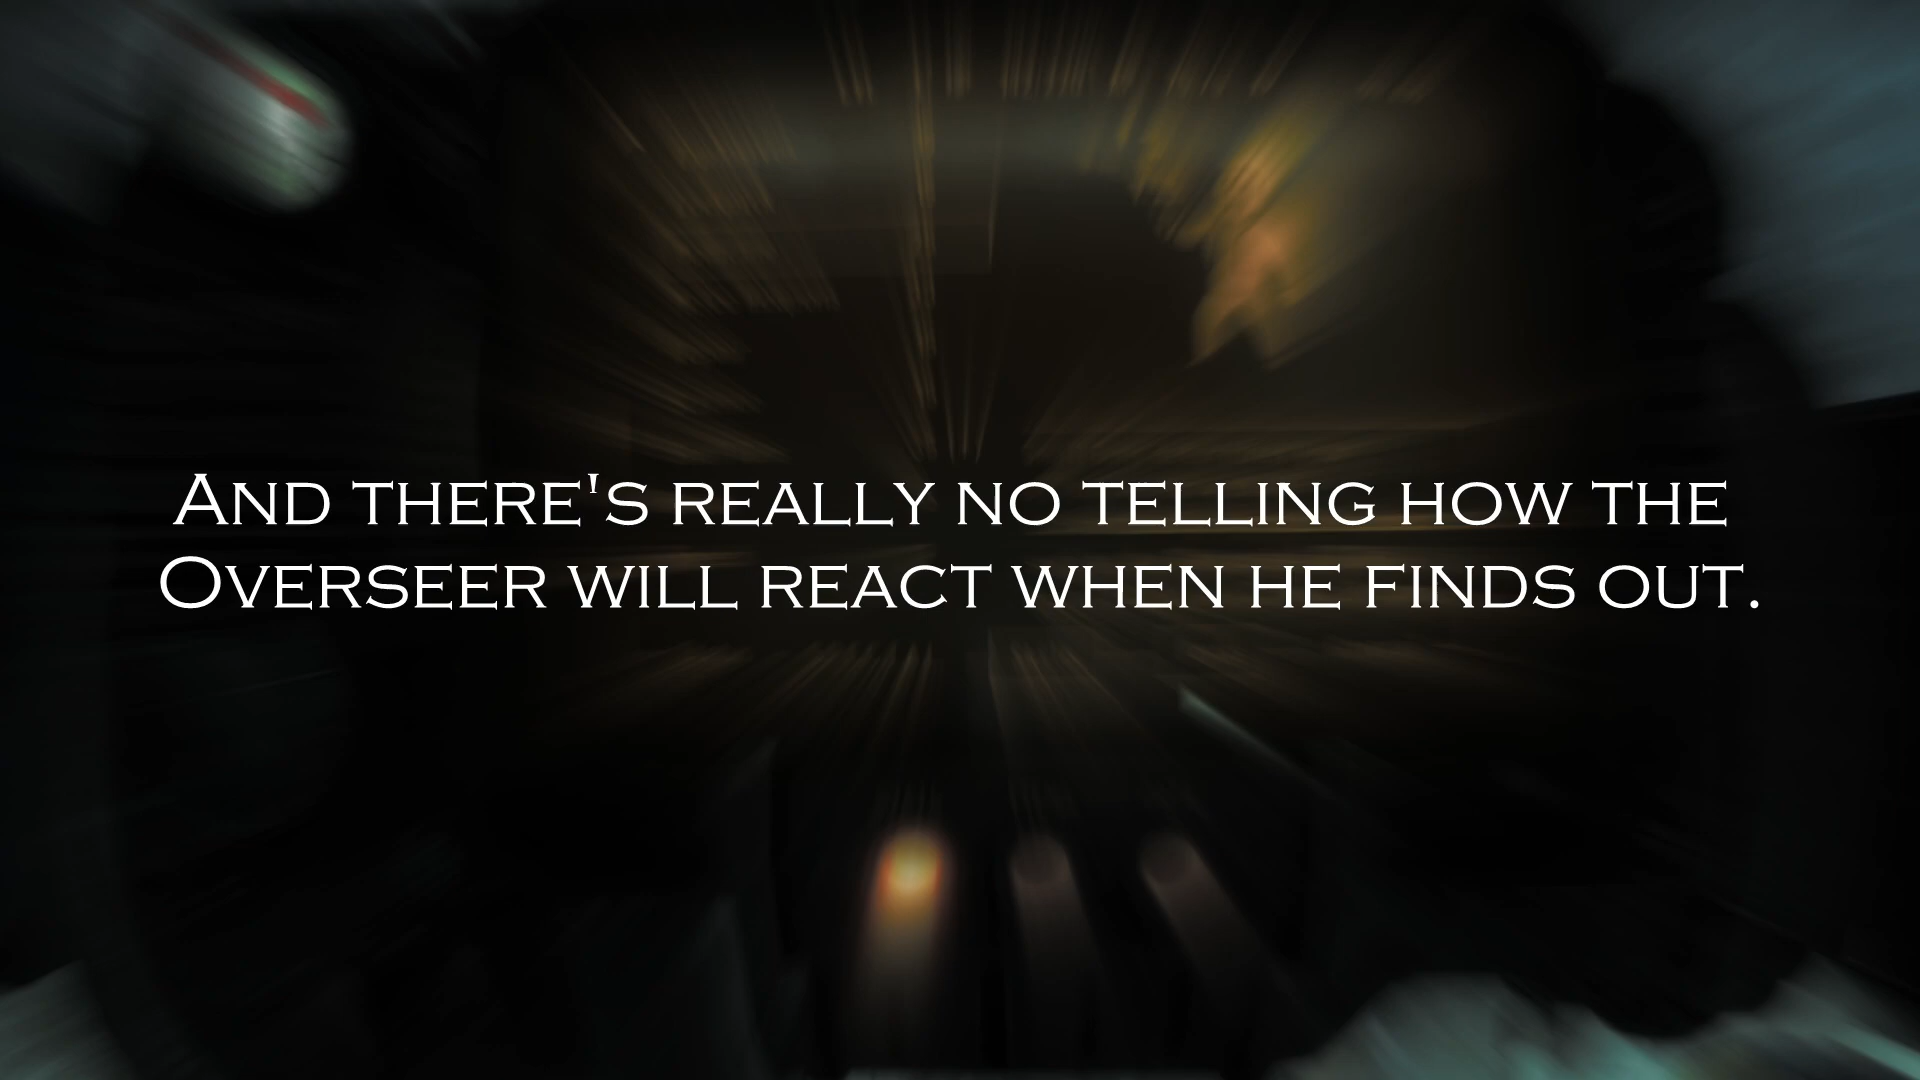 And there's really no telling how the
Overseer will react when he finds out.